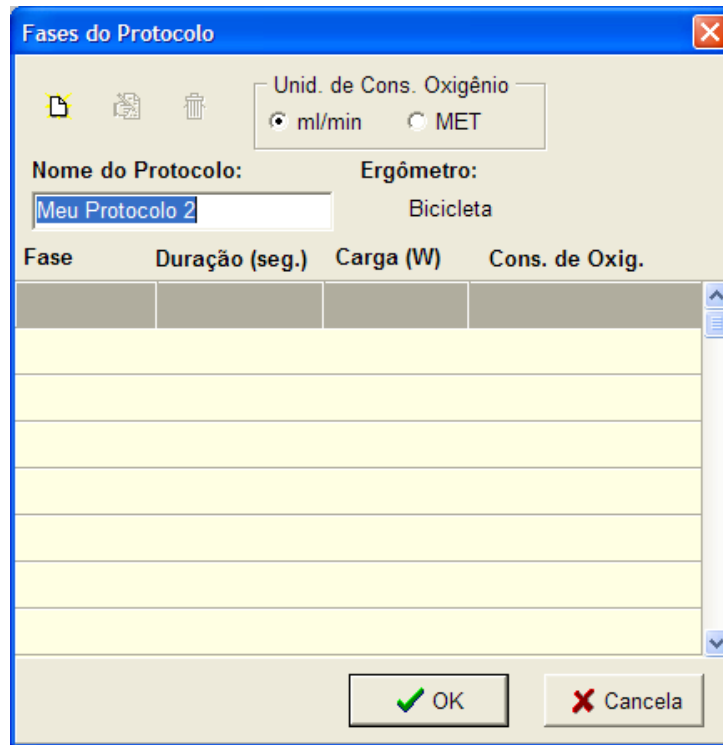 Fases do Protocolo
Unid. de Cons. Oxigênio
ml/min MET
Nome do Protocolo: Ergômetro:
Meu Protocolo 2 Bicicleta
Fase Duração (seg.) Carga (W) Cons. de Oxig.
OK Cancela